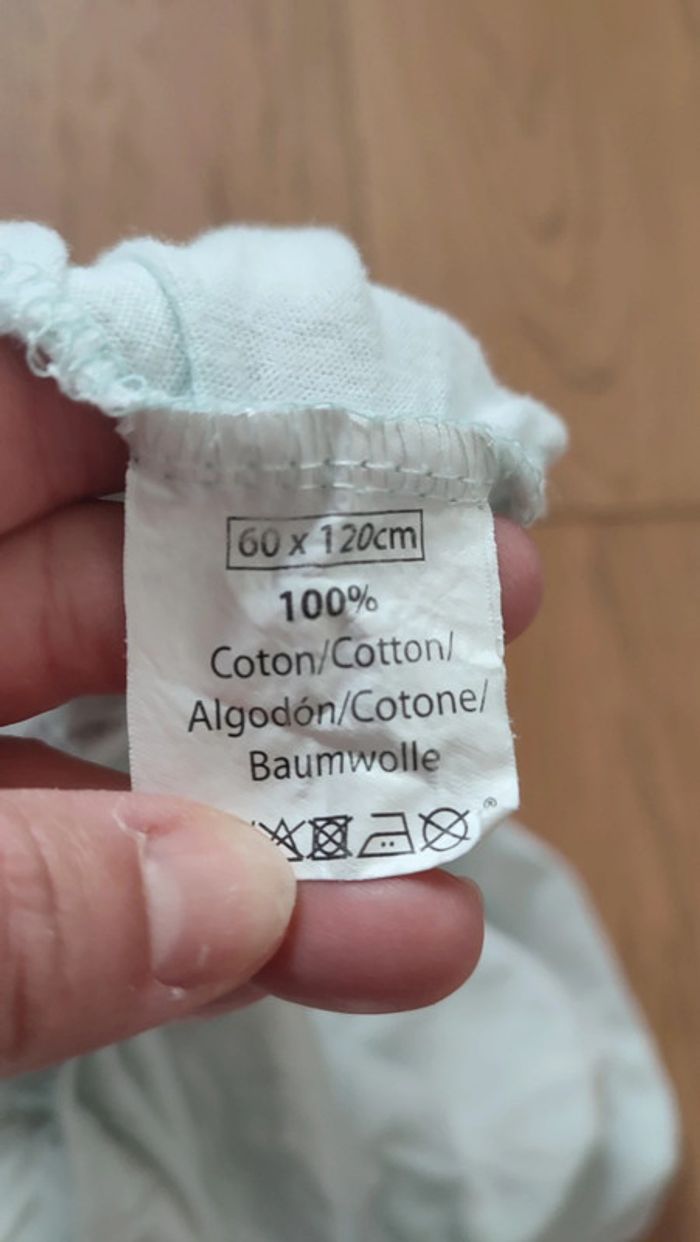 60 x 120cm
100%
Coton/Cotton/
Algodón/Cotone/
Baumwolle
®